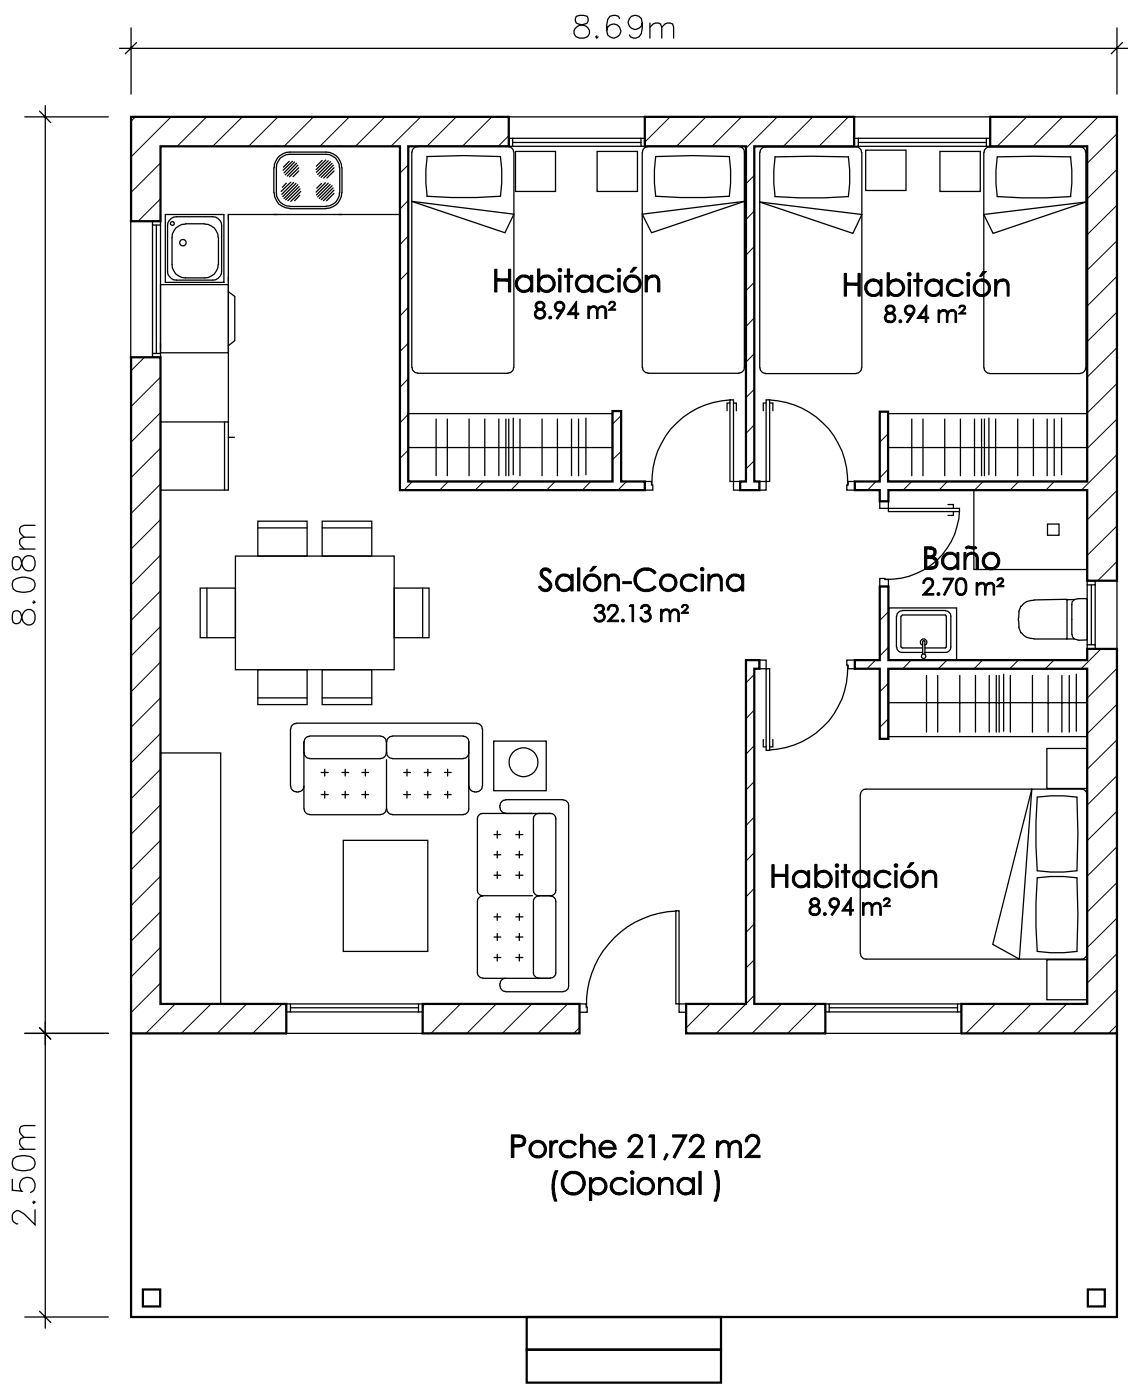 8.69m
Habitación
8.94 m²
Habitación
8.94 m²
8.08m
Salón-Cocina
32.13 m²
Baño
2.70 m²
Habitación
8.94 m²
2.50m
Porche 21,72 m2
(Opcional )